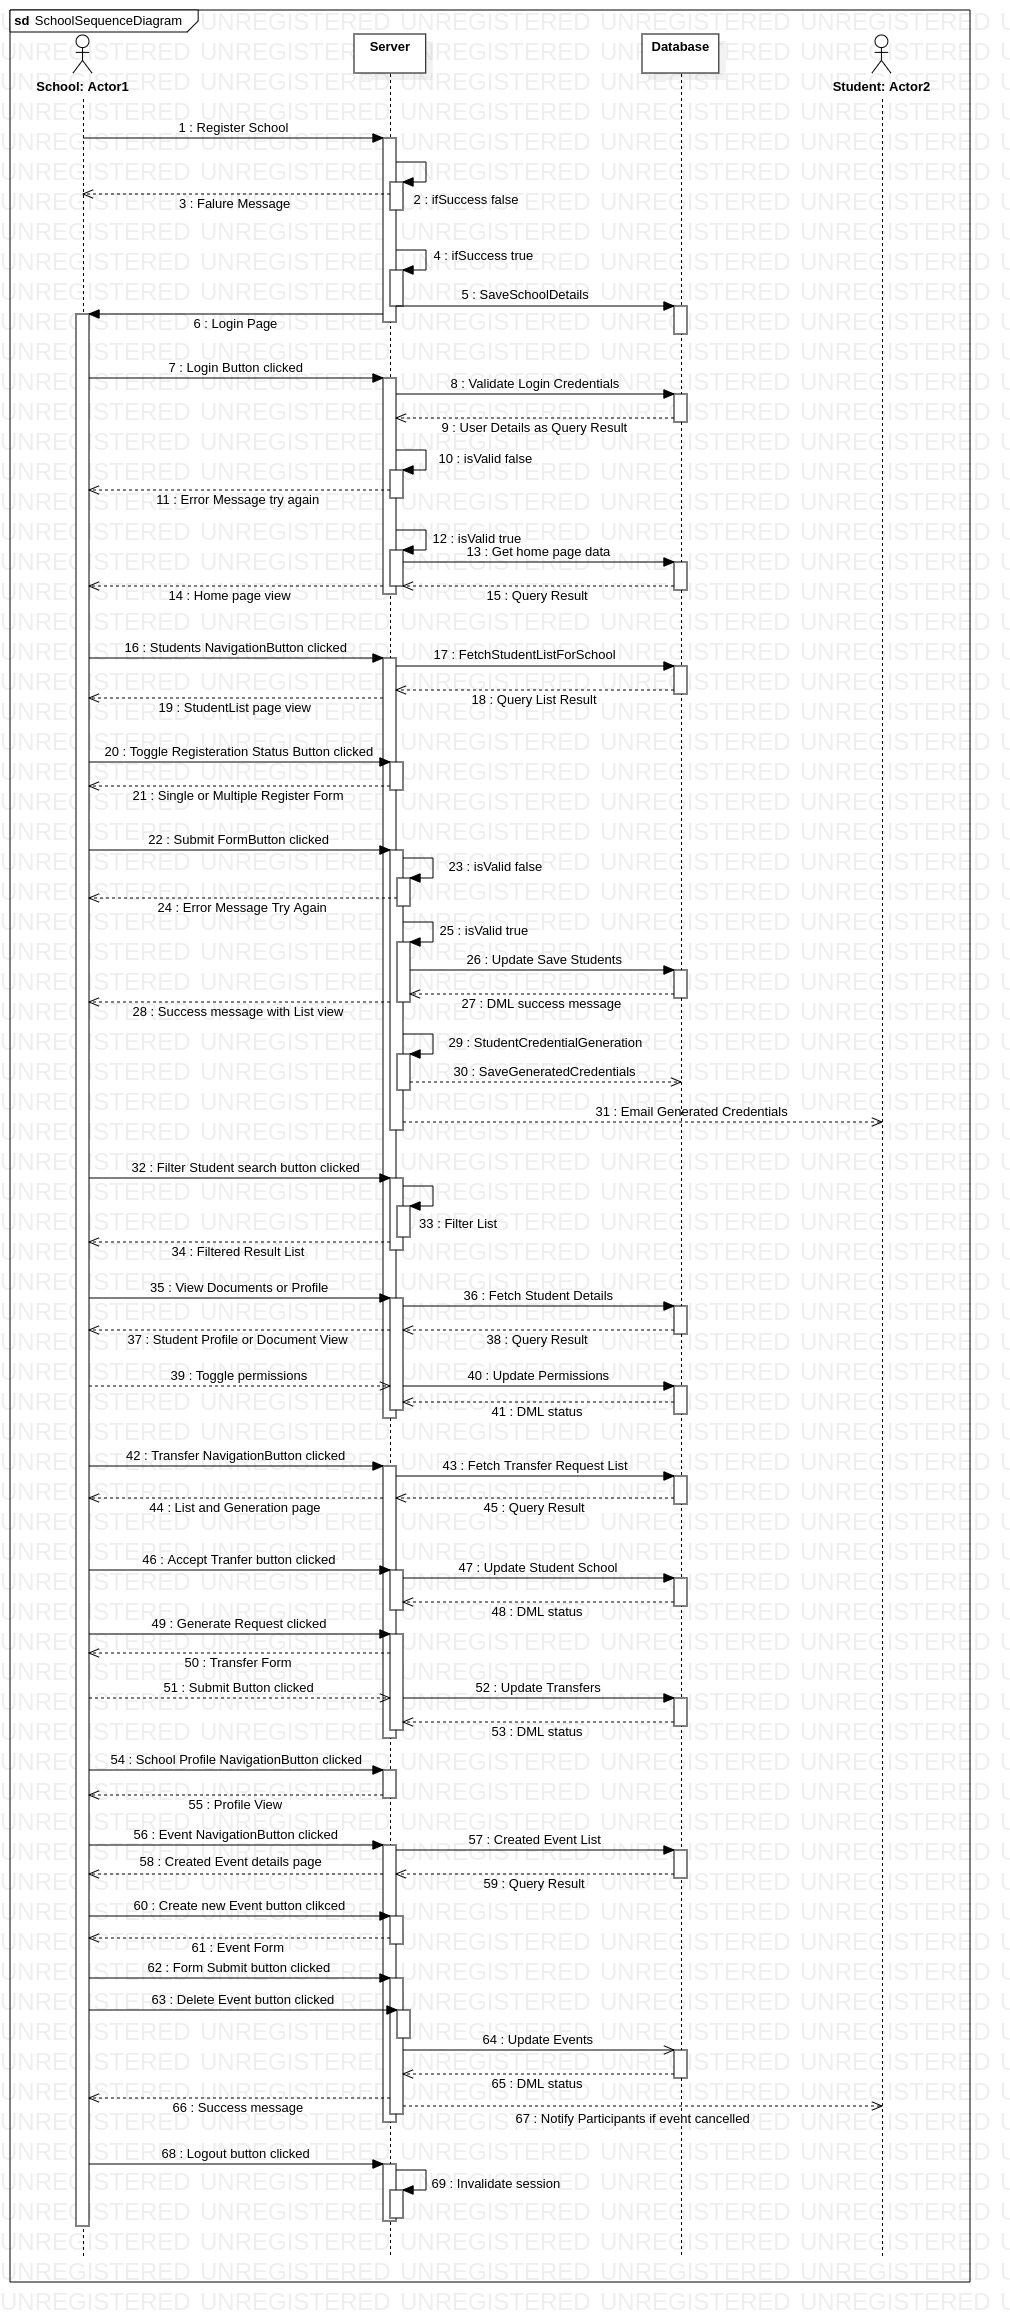 sd SchoolSequenceDiagram
School: Actor1
Server
Database
Student: Actor2
1 : Register School
2 : ifSuccess false
3 : Falure Message
4 : ifSuccess true
5 : SaveSchoolDetails
6 : Login Page
7 : Login Button clicked
8 : Validate Login Credentials
9 : User Details as Query Result
10 : isValid false
11 : Error Message try again
12 : isValid true
13 : Get home page data
14 : Home page view
15 : Query Result
16 : Students NavigationButton clicked
17 : FetchStudentListForSchool
18 : Query List Result
19 : StudentList page view
20 : Toggle Registeration Status Button clicked
21 : Single or Multiple Register Form
22 : Submit FormButton clicked
23 : isValid false
24 : Error Message Try Again
25 : isValid true
26 : Update Save Students
27 : DML success message
28 : Success message with List view
29 : StudentCredentialGeneration
30 : SaveGeneratedCredentials
31 : Email Generated Credentials
32 : Filter Student search button clicked
33 : Filter List
34 : Filtered Result List
35 : View Documents or Profile
36 : Fetch Student Details
37 : Student Profile or Document View
38 : Query Result
39 : Toggle permissions
40 : Update Permissions
41 : DML status
42 : Transfer NavigationButton clicked
43 : Fetch Transfer Request List
44 : List and Generation page
45 : Query Result
46 : Accept Tranfer button clicked
47 : Update Student School
48 : DML status
49 : Generate Request clicked
50 : Transfer Form
51 : Submit Button clicked
52 : Update Transfers
53 : DML status
54 : School Profile NavigationButton clicked
55 : Profile View
56 : Event NavigationButton clicked
57 : Created Event List
58 : Created Event details page
59 : Query Result
60 : Create new Event button clikced
61 : Event Form
62 : Form Submit button clicked
63 : Delete Event button clicked
64 : Update Events
65 : DML status
66 : Success message
67 : Notify Participants if event cancelled
68 : Logout button clicked
69 : Invalidate session
UNREGISTERED